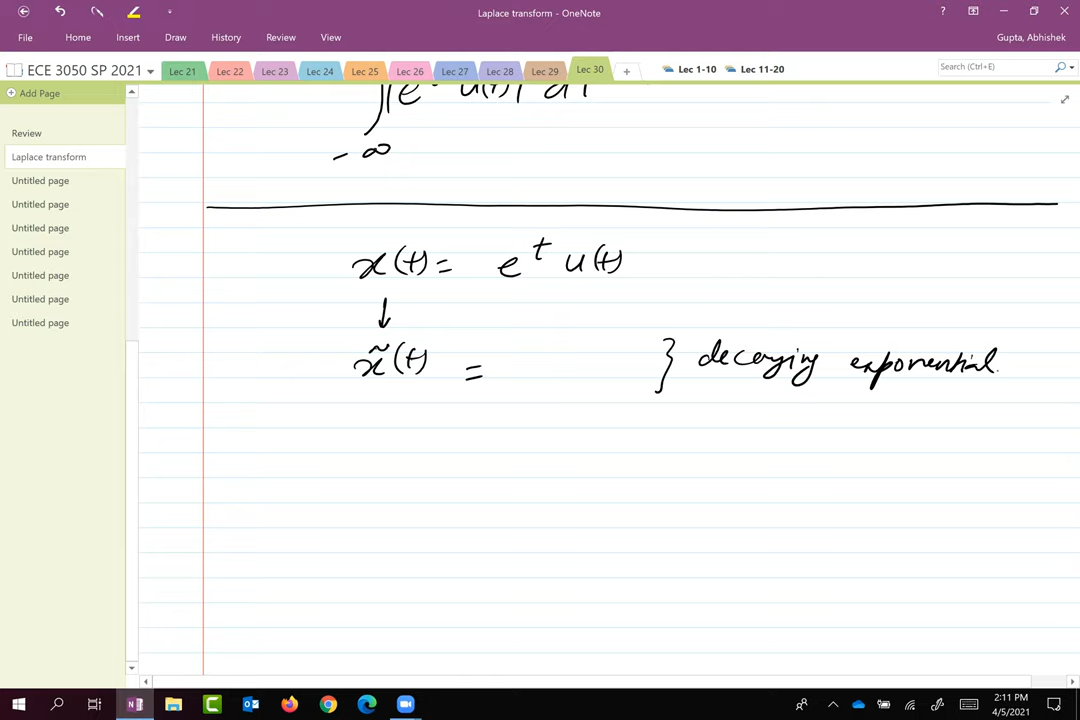 Laplace transform - OneNote
?
File Home Insert Draw History Review View
Gupta, Abhishek
ECE 3050 SP 2021
Lec 21 Lec 22 Lec 23 Lec 24 Lec 25 Lec 26 Lec 27 Lec 28 Lec 29 Lec 30 + Lec 1-10 Lec 11-20
Search (Ctrl+E)
Add Page
Review
Laplace transform
Untitled page
Untitled page
Untitled page
Untitled page
Untitled page
Untitled page
Untitled page
- ∞
x(t) = e^t u(t)
↓
x̃(t) = } decaying exponential.
2:11 PM
4/5/2021